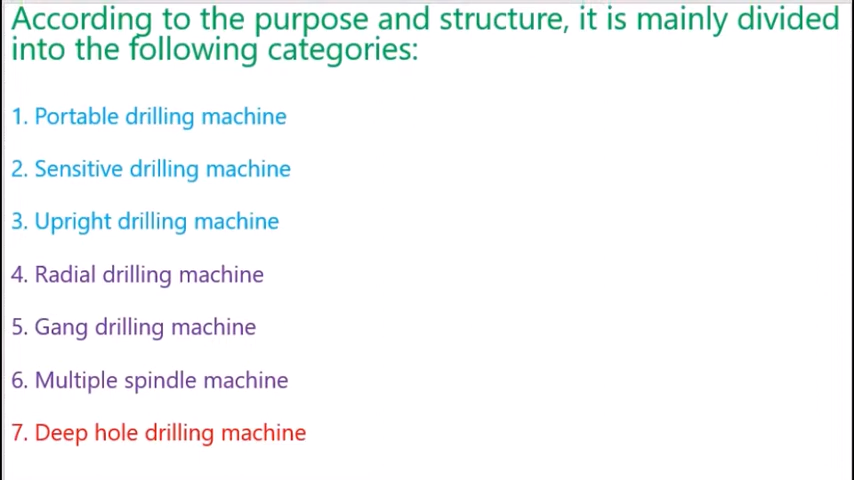 According to the purpose and structure, it is mainly divided
into the following categories:
1. Portable drilling machine
2. Sensitive drilling machine
3. Upright drilling machine
4. Radial drilling machine
5. Gang drilling machine
6. Multiple spindle machine
7. Deep hole drilling machine